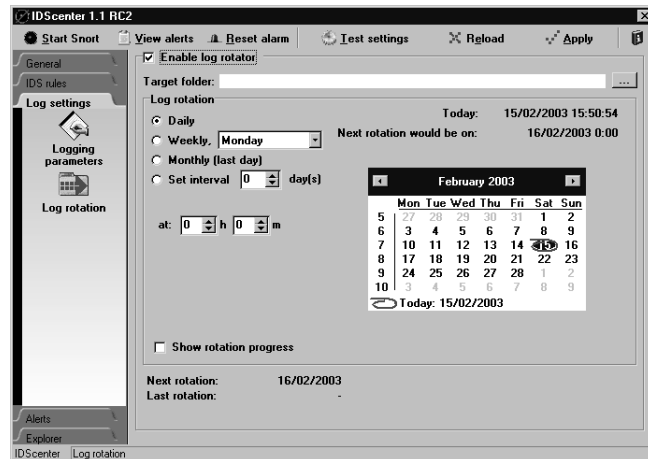 IDScenter 1.1 RC2
Start Snort View alerts Reset alarm Test settings Reload Apply
General
IDS rules
Log settings
Logging
parameters
Log rotation
Alerts
Explorer
Enable log rotator
Target folder: ...
Log rotation
Daily
Weekly, Monday
Monthly (last day)
Set interval 0 day(s)
at: 0 h 0 m
Today: 15/02/2003 15:50:54
Next rotation would be on: 16/02/2003 0:00
February 2003
Mon Tue Wed Thu Fri Sat Sun
5 27 28 29 30 31 1 2
6 3 4 5 6 7 8 9
7 10 11 12 13 14 15 16
8 17 18 19 20 21 22 23
9 24 25 26 27 28 1 2
10 3 4 5 6 7 8 9
Today: 15/02/2003
Show rotation progress
Next rotation: 16/02/2003
Last rotation: -
IDScenter Log rotation